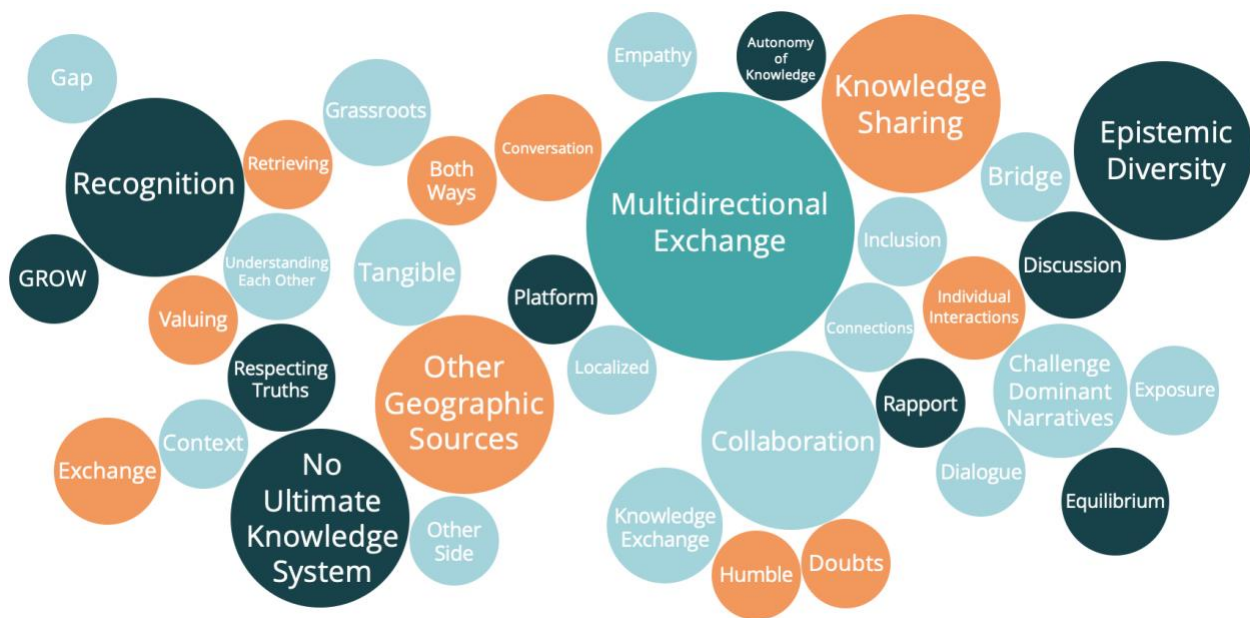 Gap
Recognition
GROW
Retrieving
Understanding
Each Other
Valuing
Respecting
Truths
Exchange
Context
No
Ultimate
Knowledge
System
Grassroots
Both
Ways
Conversation
Tangible
Platform
Localized
Other
Geographic
Sources
Other
Side
Empathy
Autonomy
of
Knowledge
Multidirectional
Exchange
Knowledge
Sharing
Epistemic
Diversity
Bridge
Inclusion
Discussion
Individual
Interactions
Connections
Collaboration
Rapport
Challenge
Dominant
Narratives
Exposure
Dialogue
Equilibrium
Knowledge
Exchange
Humble
Doubts